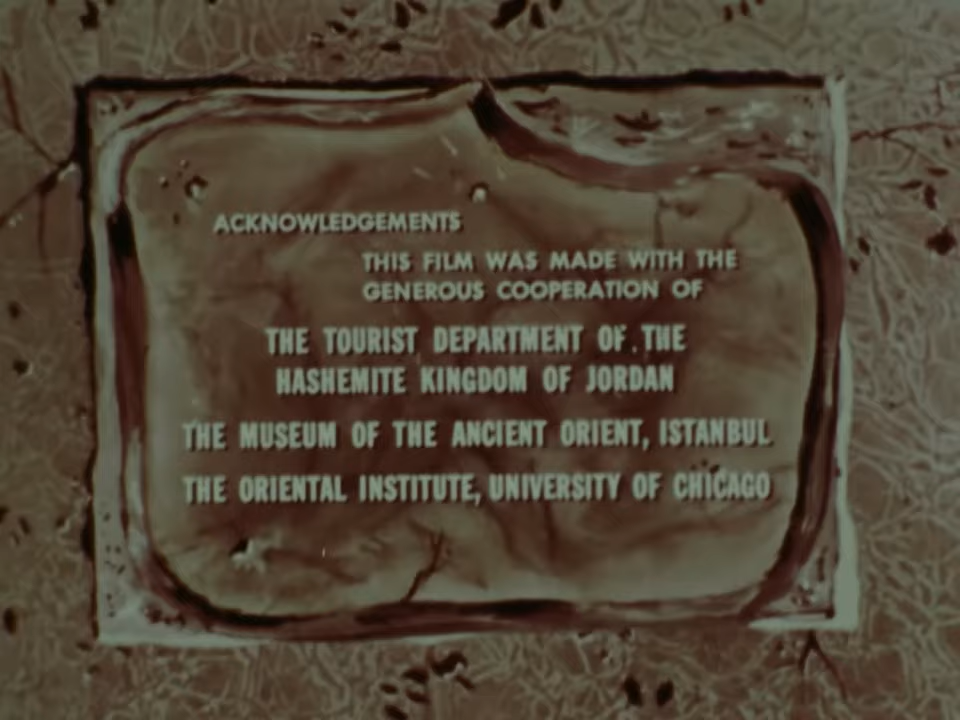 ACKNOWLEDGEMENTS
THIS FILM WAS MADE WITH THE
GENEROUS COOPERATION OF
THE TOURIST DEPARTMENT OF THE
HASHEMITE KINGDOM OF JORDAN
THE MUSEUM OF THE ANCIENT ORIENT, ISTANBUL
THE ORIENTAL INSTITUTE, UNIVERSITY OF CHICAGO